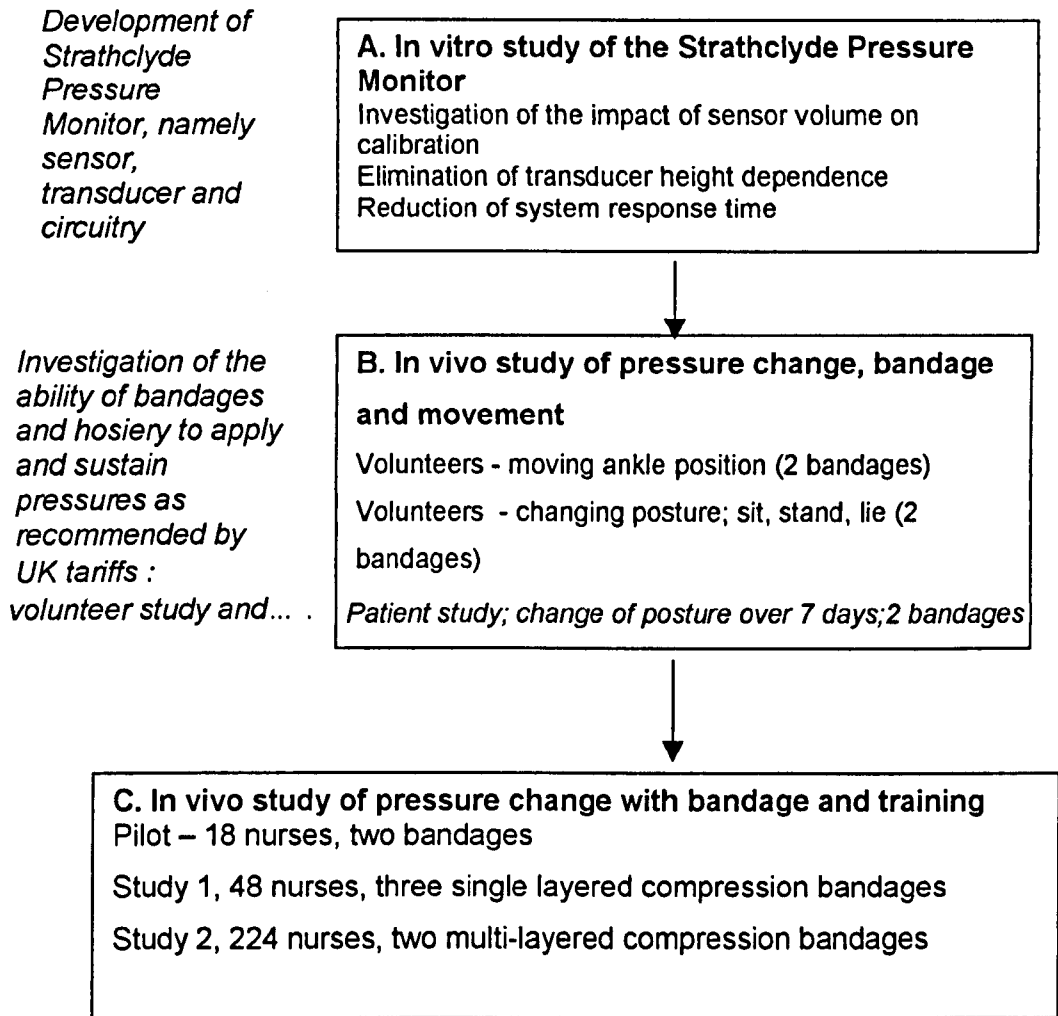 Development of
Strathclyde
Pressure
Monitor, namely
sensor,
transducer and
circuitry
A. In vitro study of the Strathclyde Pressure
Monitor
Investigation of the impact of sensor volume on
calibration
Elimination of transducer height dependence
Reduction of system response time
Investigation of the
ability of bandages
and hosiery to apply
and sustain
pressures as
recommended by
UK tariffs :
volunteer study and... .
B. In vivo study of pressure change, bandage
and movement
Volunteers - moving ankle position (2 bandages)
Volunteers - changing posture; sit, stand, lie (2
bandages)
Patient study; change of posture over 7 days;2 bandages
C. In vivo study of pressure change with bandage and training
Pilot – 18 nurses, two bandages
Study 1, 48 nurses, three single layered compression bandages
Study 2, 224 nurses, two multi-layered compression bandages